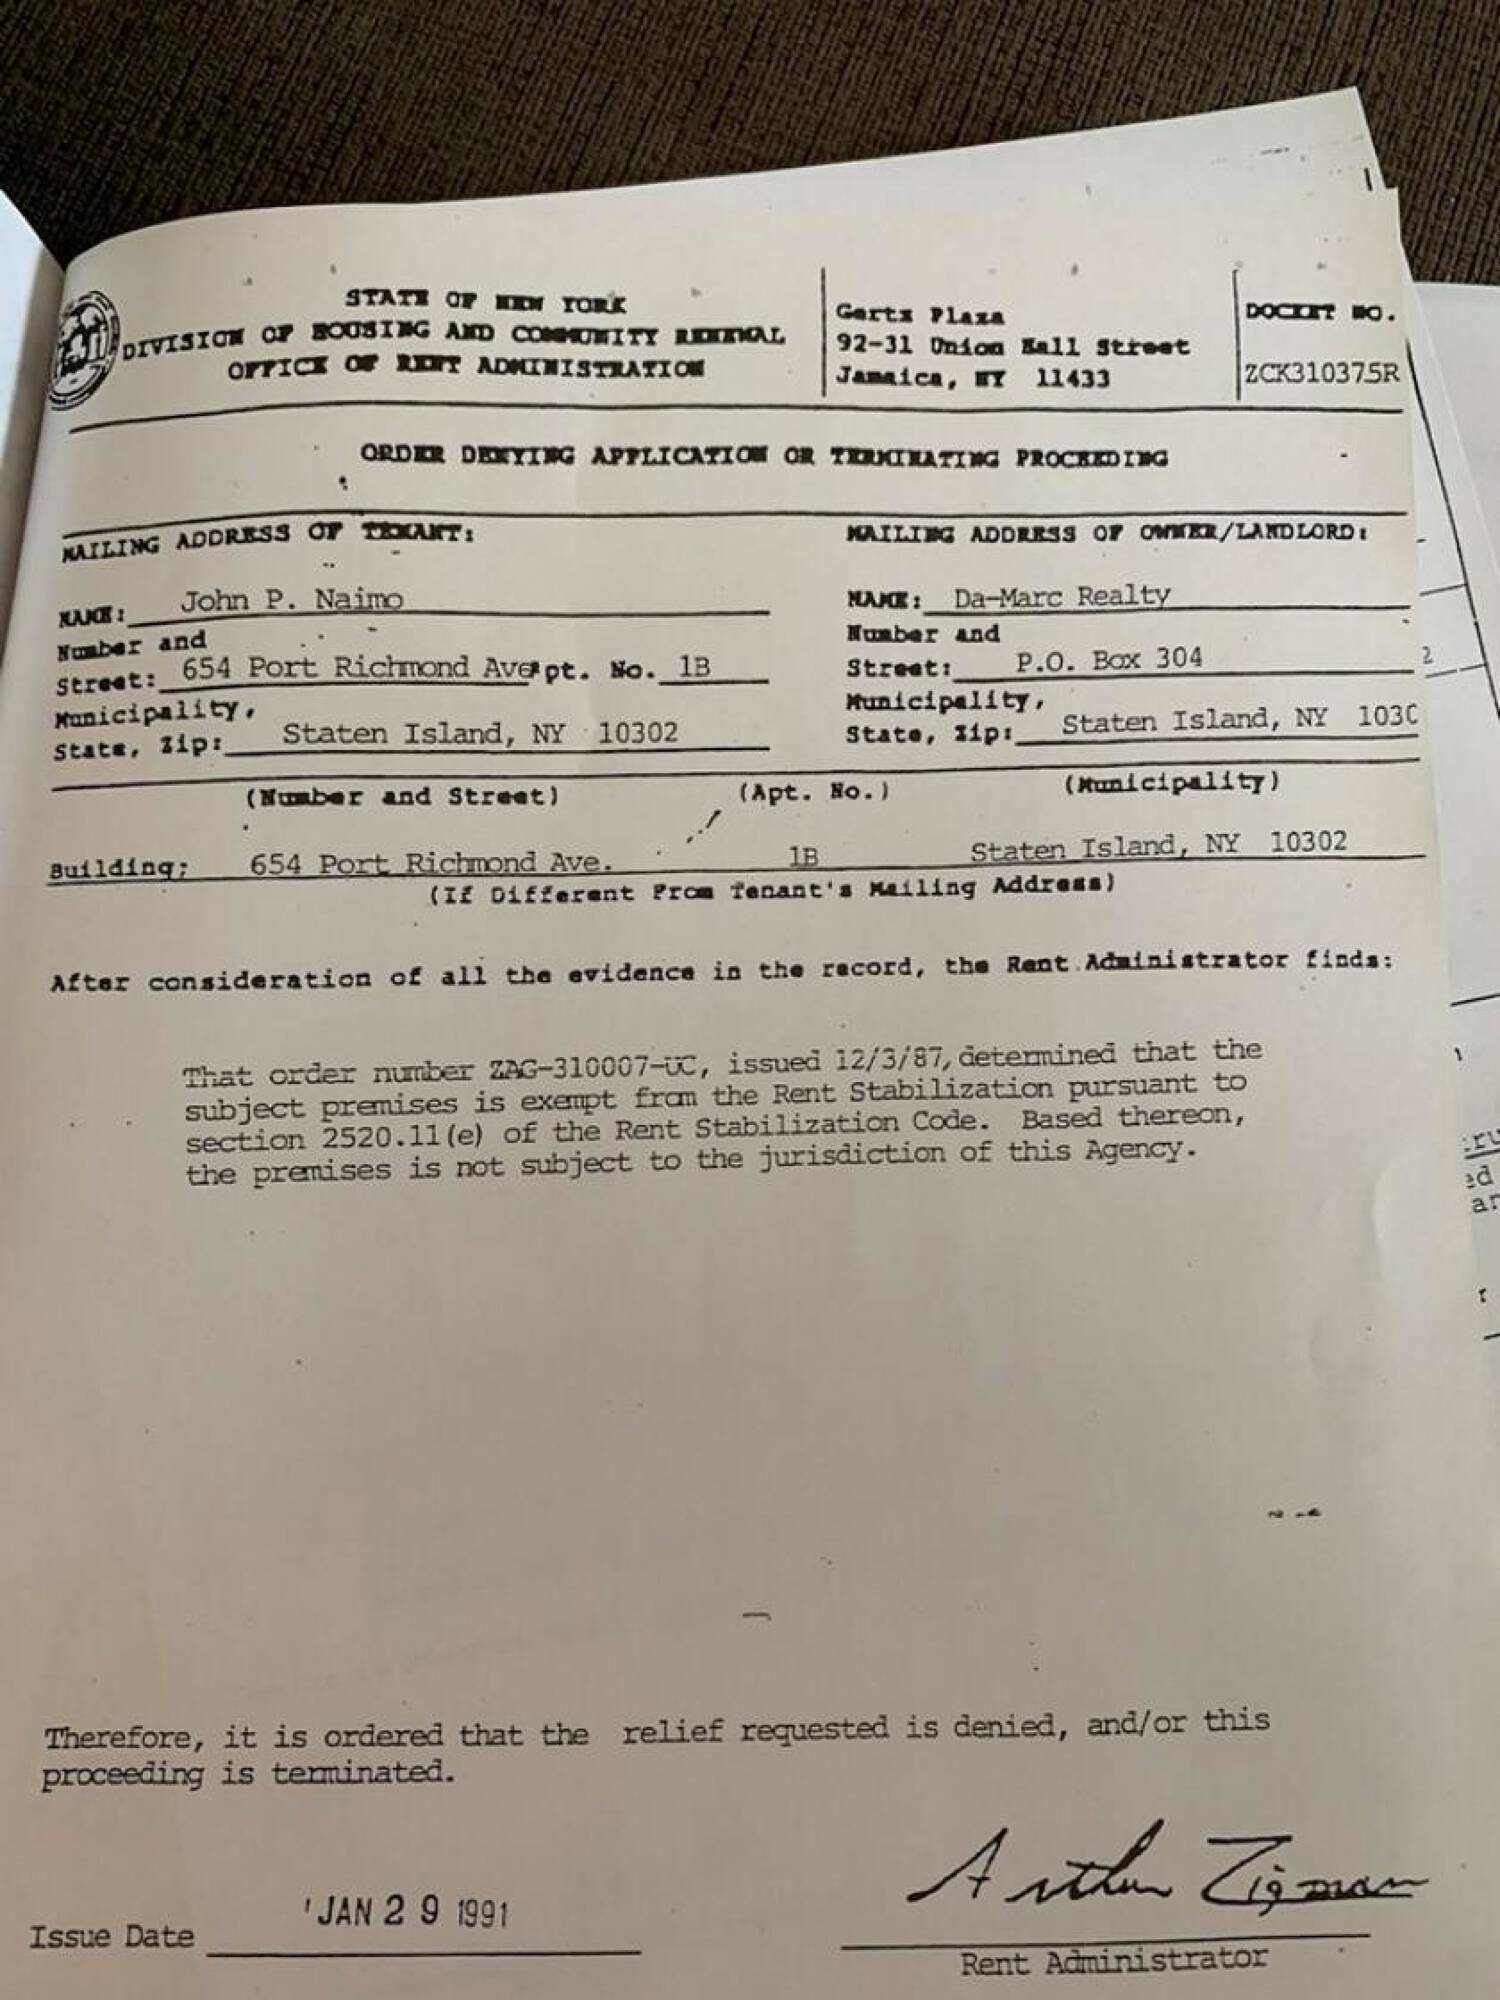 STATE OF NEW YORK
DIVISION OF HOUSING AND COMMUNITY RENEWAL
OFFICE OF RENT ADMINISTRATION
Gertz Plaza
92-31 Union Hall Street
Jamaica, NY 11433
DOCKET NO.
ZCK310375R
ORDER DENYING APPLICATION OR TERMINATING PROCEEDING
MAILING ADDRESS OF TENANT:
NAME: John P. Naimo
Number and
Street: 654 Port Richmond Ave Apt. No. 1B
Municipality,
State, Zip: Staten Island, NY 10302
MAILING ADDRESS OF OWNER/LANDLORD:
NAME: Da-Marc Realty
Number and
Street: P.O. Box 304
Municipality,
State, Zip: Staten Island, NY 1030
(Number and Street) (Apt. No.) (Municipality)
Building: 654 Port Richmond Ave. 1B Staten Island, NY 10302
(If Different From Tenant's Mailing Address)
After consideration of all the evidence in the record, the Rent Administrator finds:
That order number ZAG-310007-UC, issued 12/3/87, determined that the
subject premises is exempt from the Rent Stabilization pursuant to
section 2520.11(e) of the Rent Stabilization Code. Based thereon,
the premises is not subject to the jurisdiction of this Agency.
Therefore, it is ordered that the relief requested is denied, and/or this
proceeding is terminated.
Issue Date JAN 29 1991
Arthur Zigman
Rent Administrator